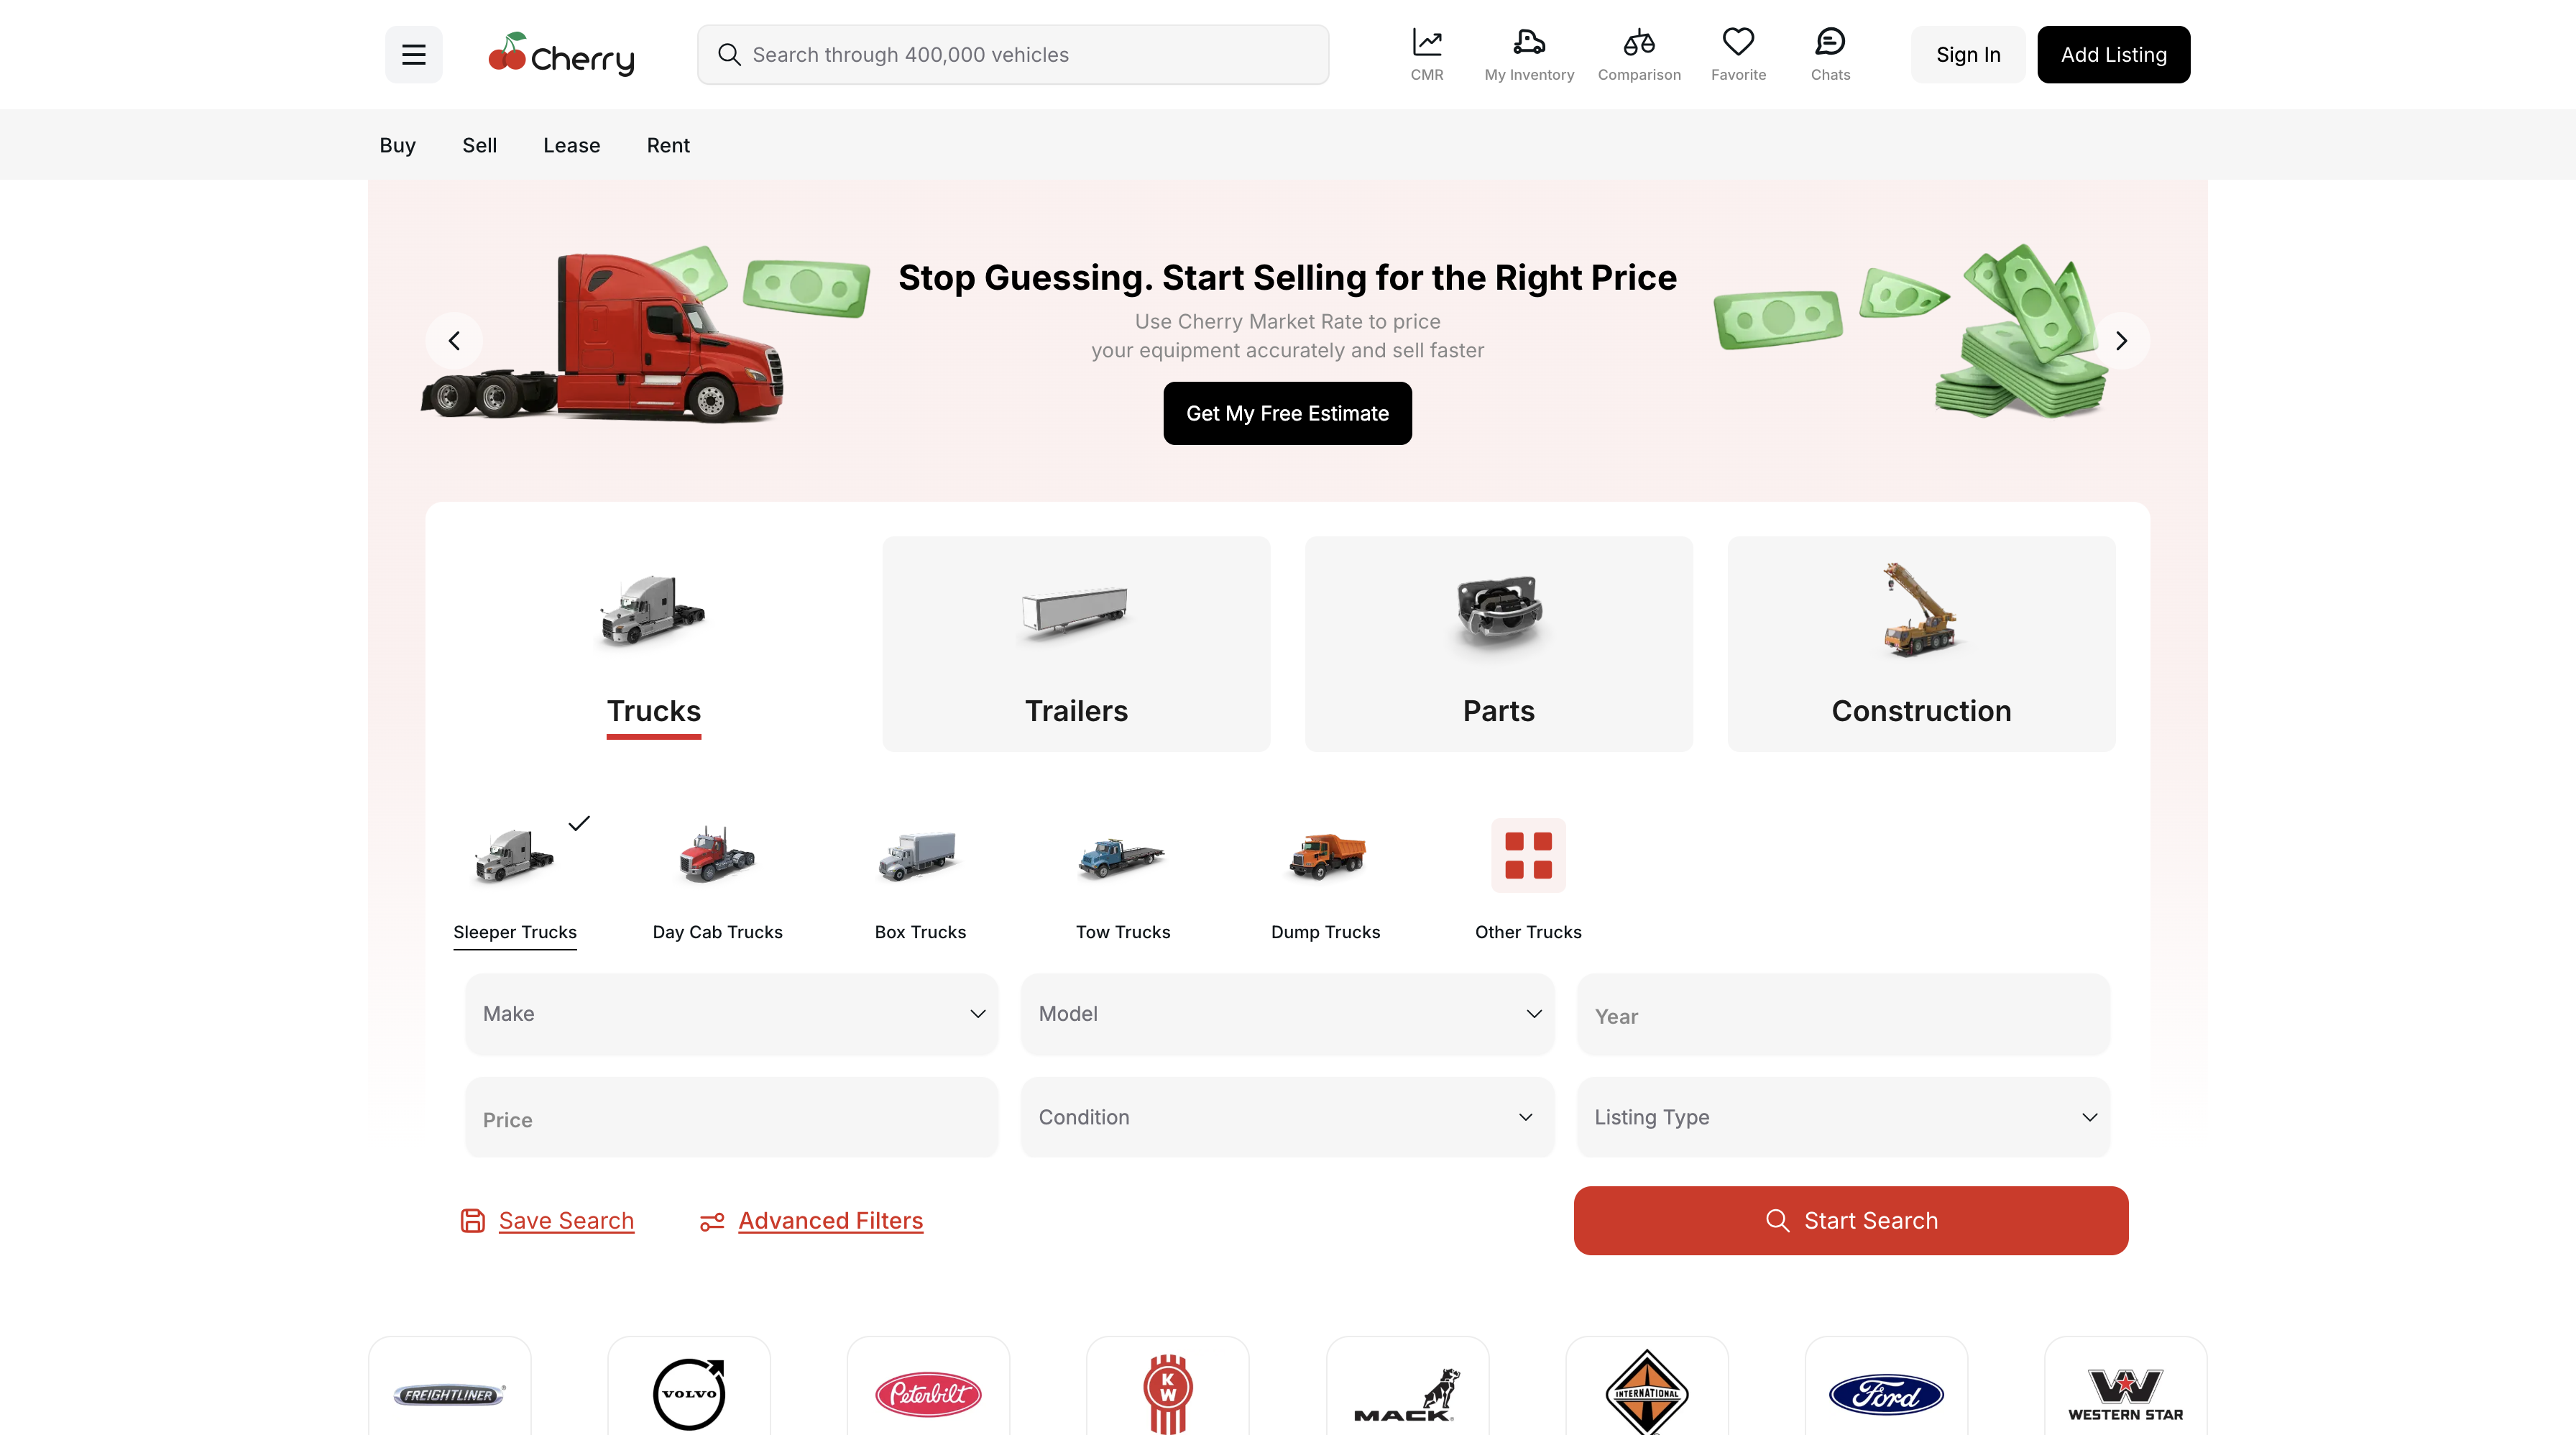 Cherry
Search through 400,000 vehicles
CMR
My Inventory
Comparison
Favorite
Chats
Sign In
Add Listing
Buy
Sell
Lease
Rent
Stop Guessing. Start Selling for the Right Price
Use Cherry Market Rate to price
your equipment accurately and sell faster
Get My Free Estimate
Trucks
Trailers
Parts
Construction
Sleeper Trucks
Day Cab Trucks
Box Trucks
Tow Trucks
Dump Trucks
Other Trucks
Make
Model
Year
Price
Condition
Listing Type
Save Search
Advanced Filters
Start Search
FREIGHTLINER
VOLVO
Peterbilt
KW
MACK
INTERNATIONAL
Ford
WESTERN STAR